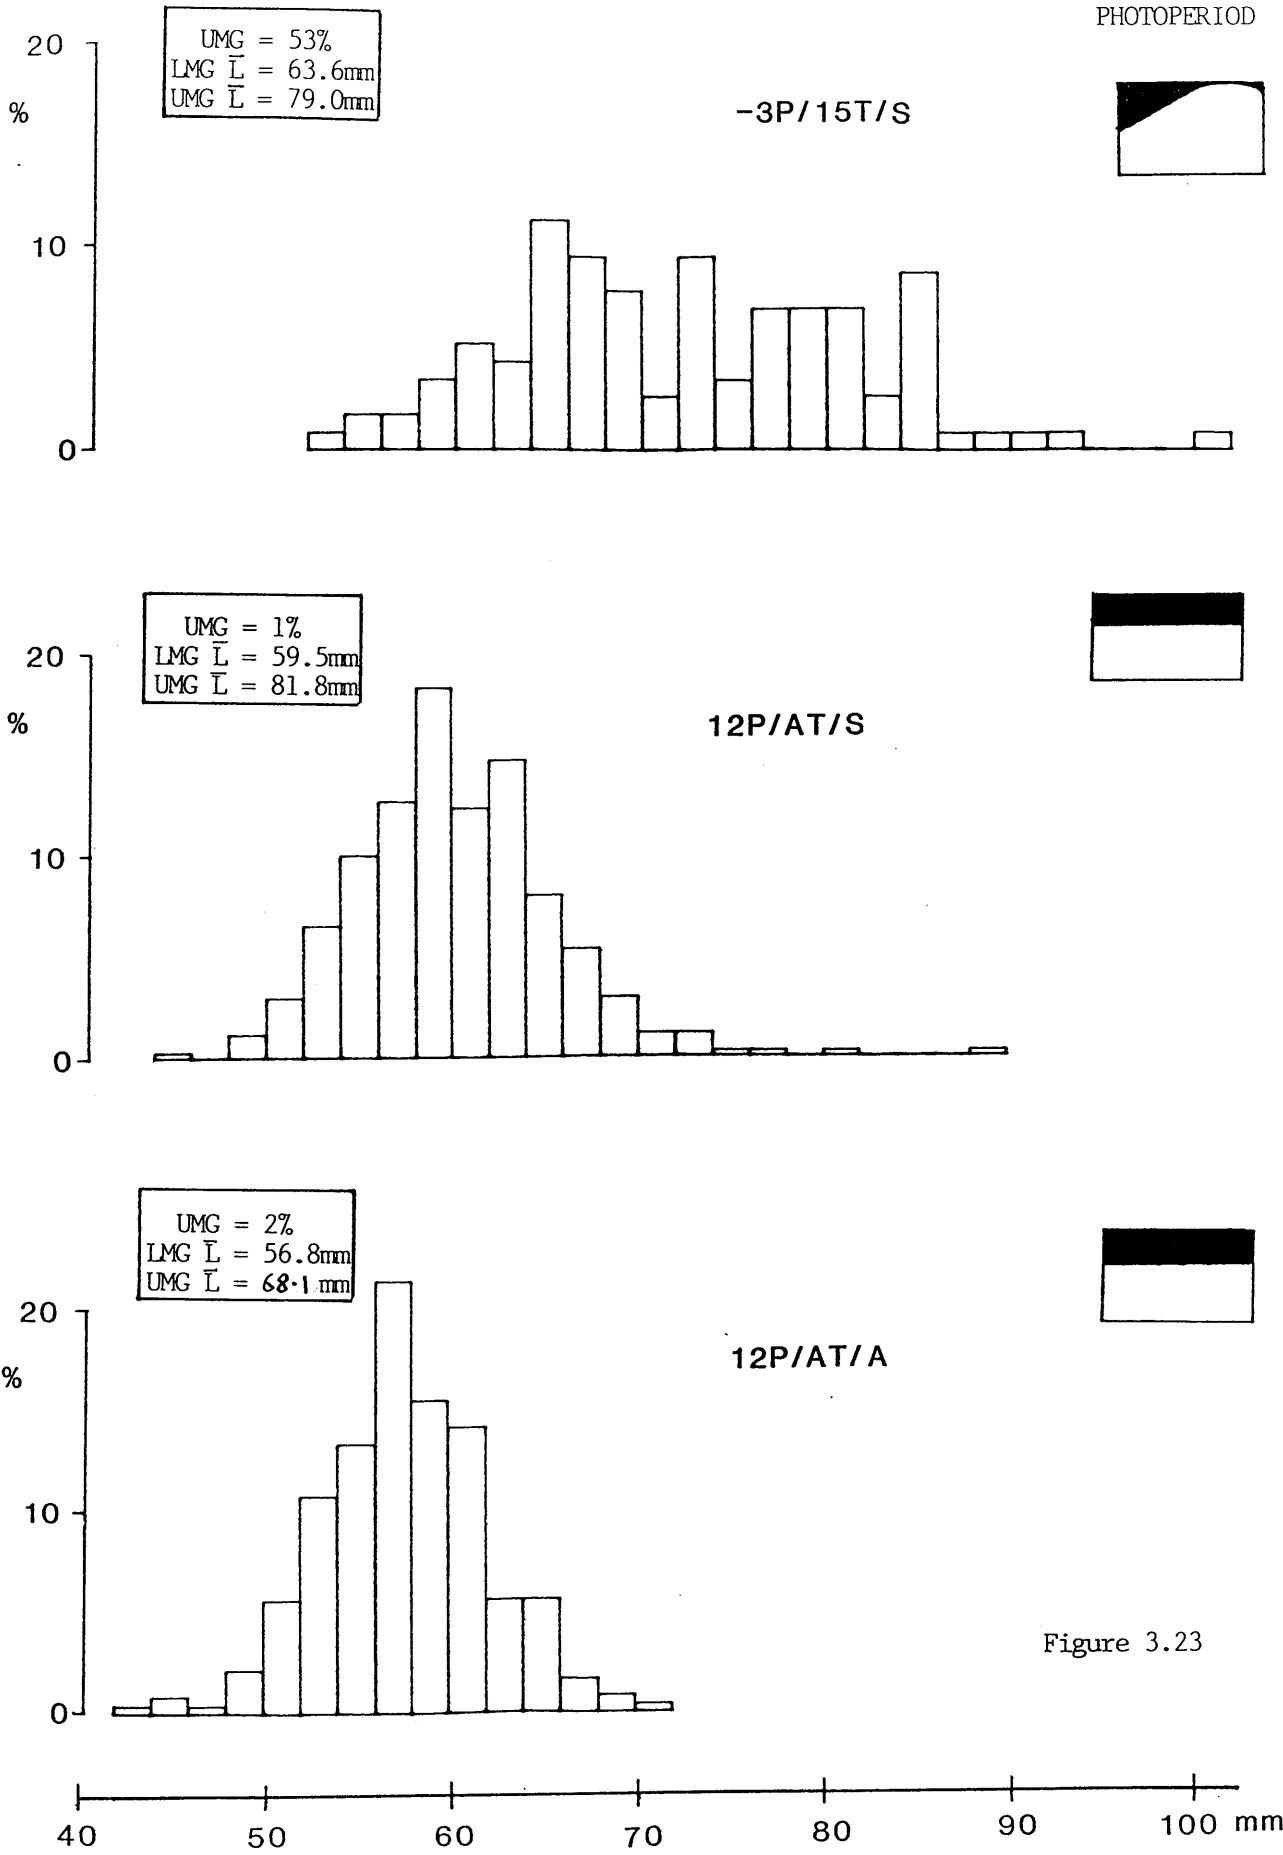 PHOTOPERIOD
UMG = 53%
LMG L̅ = 63.6mm
UMG L̅ = 79.0mm
20
%
10
0
-3P/15T/S
UMG = 1%
LMG L̅ = 59.5mm
UMG L̅ = 81.8mm
20
%
10
0
12P/AT/S
UMG = 2%
LMG L̅ = 56.8mm
UMG L̅ = 68.1 mm
20
%
10
0
12P/AT/A
Figure 3.23
40 50 60 70 80 90 100 mm